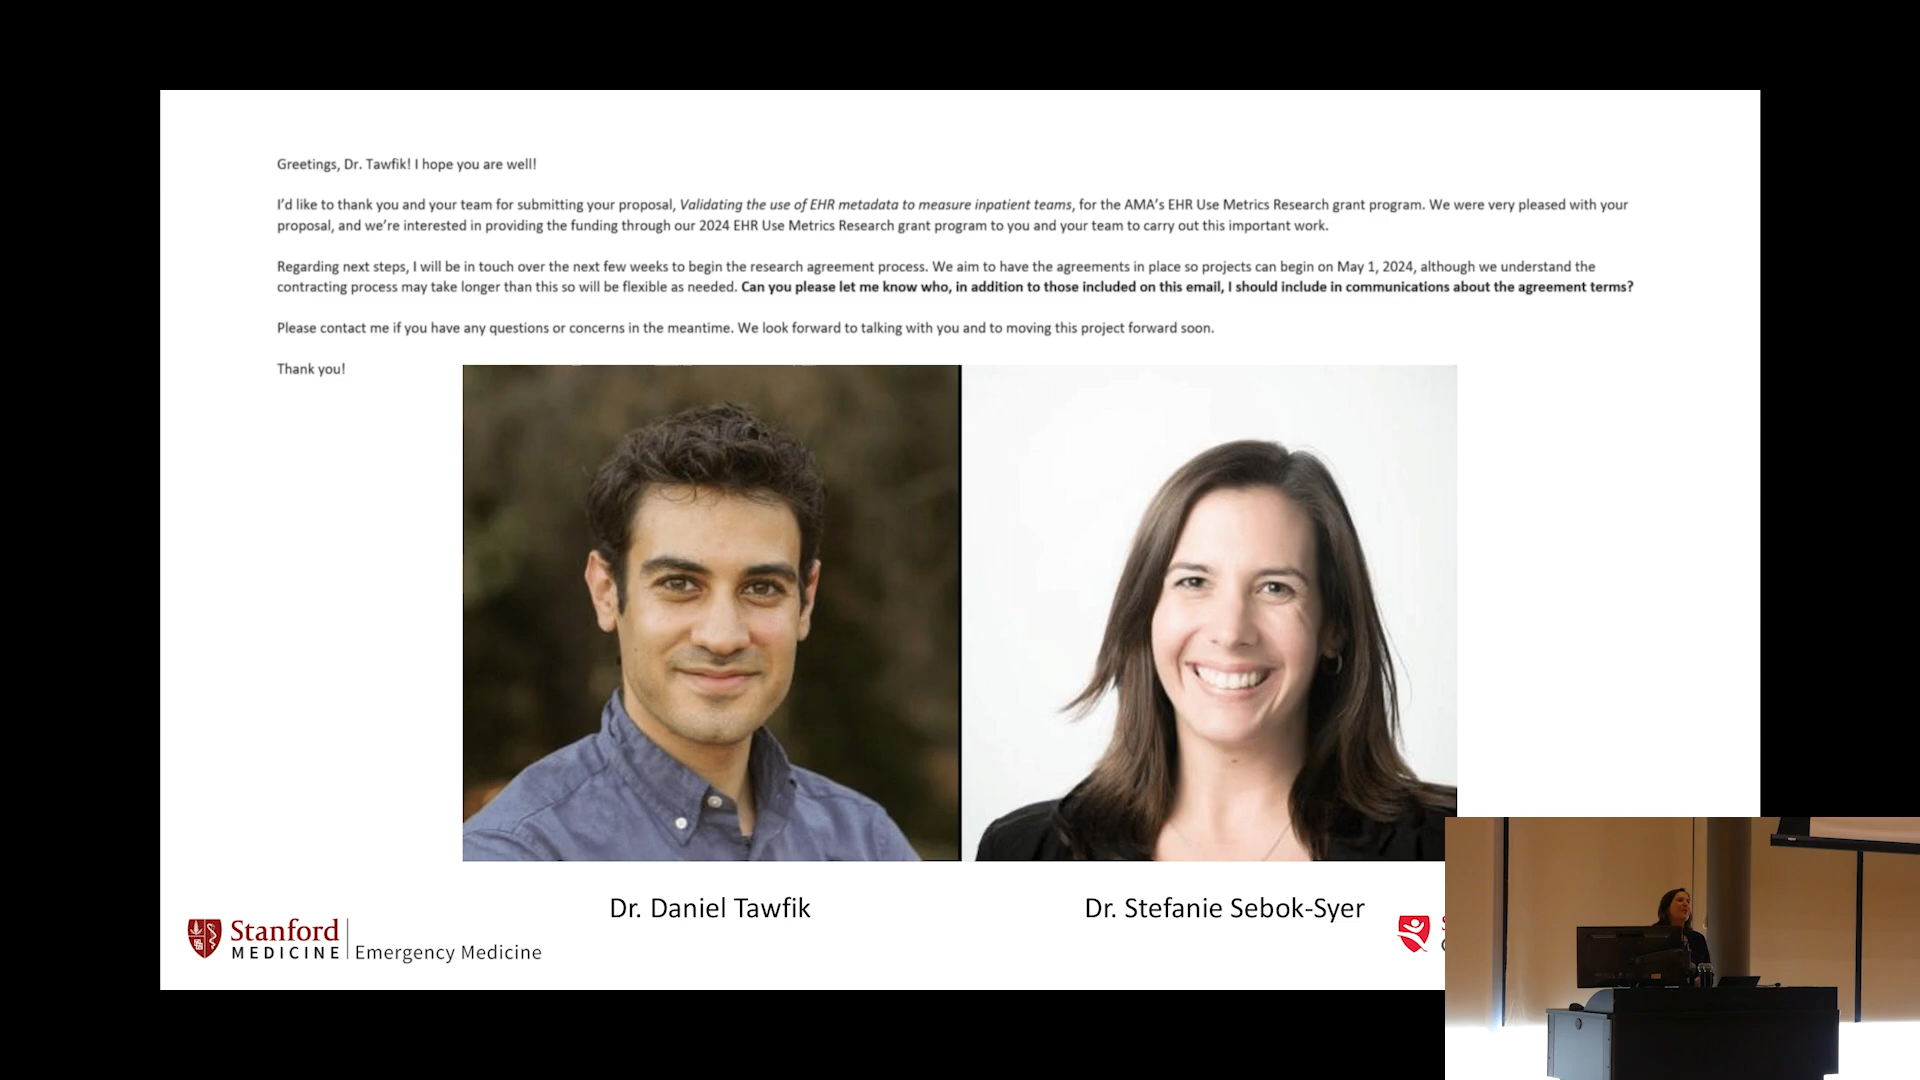 Greetings, Dr. Tawfik! I hope you are well!
I'd like to thank you and your team for submitting your proposal, Validating the use of EHR metadata to measure inpatient teams, for the AMA's EHR Use Metrics Research grant program. We were very pleased with your
proposal, and we're interested in providing the funding through our 2024 EHR Use Metrics Research grant program to you and your team to carry out this important work.
Regarding next steps, I will be in touch over the next few weeks to begin the research agreement process. We aim to have the agreements in place so projects can begin on May 1, 2024, although we understand the
contracting process may take longer than this so will be flexible as needed. Can you please let me know who, in addition to those included on this email, I should include in communications about the agreement terms?
Please contact me if you have any questions or concerns in the meantime. We look forward to talking with you and to moving this project forward soon.
Thank you!
Dr. Daniel Tawfik
Dr. Stefanie Sebok-Syer
Stanford
MEDICINE
Emergency Medicine